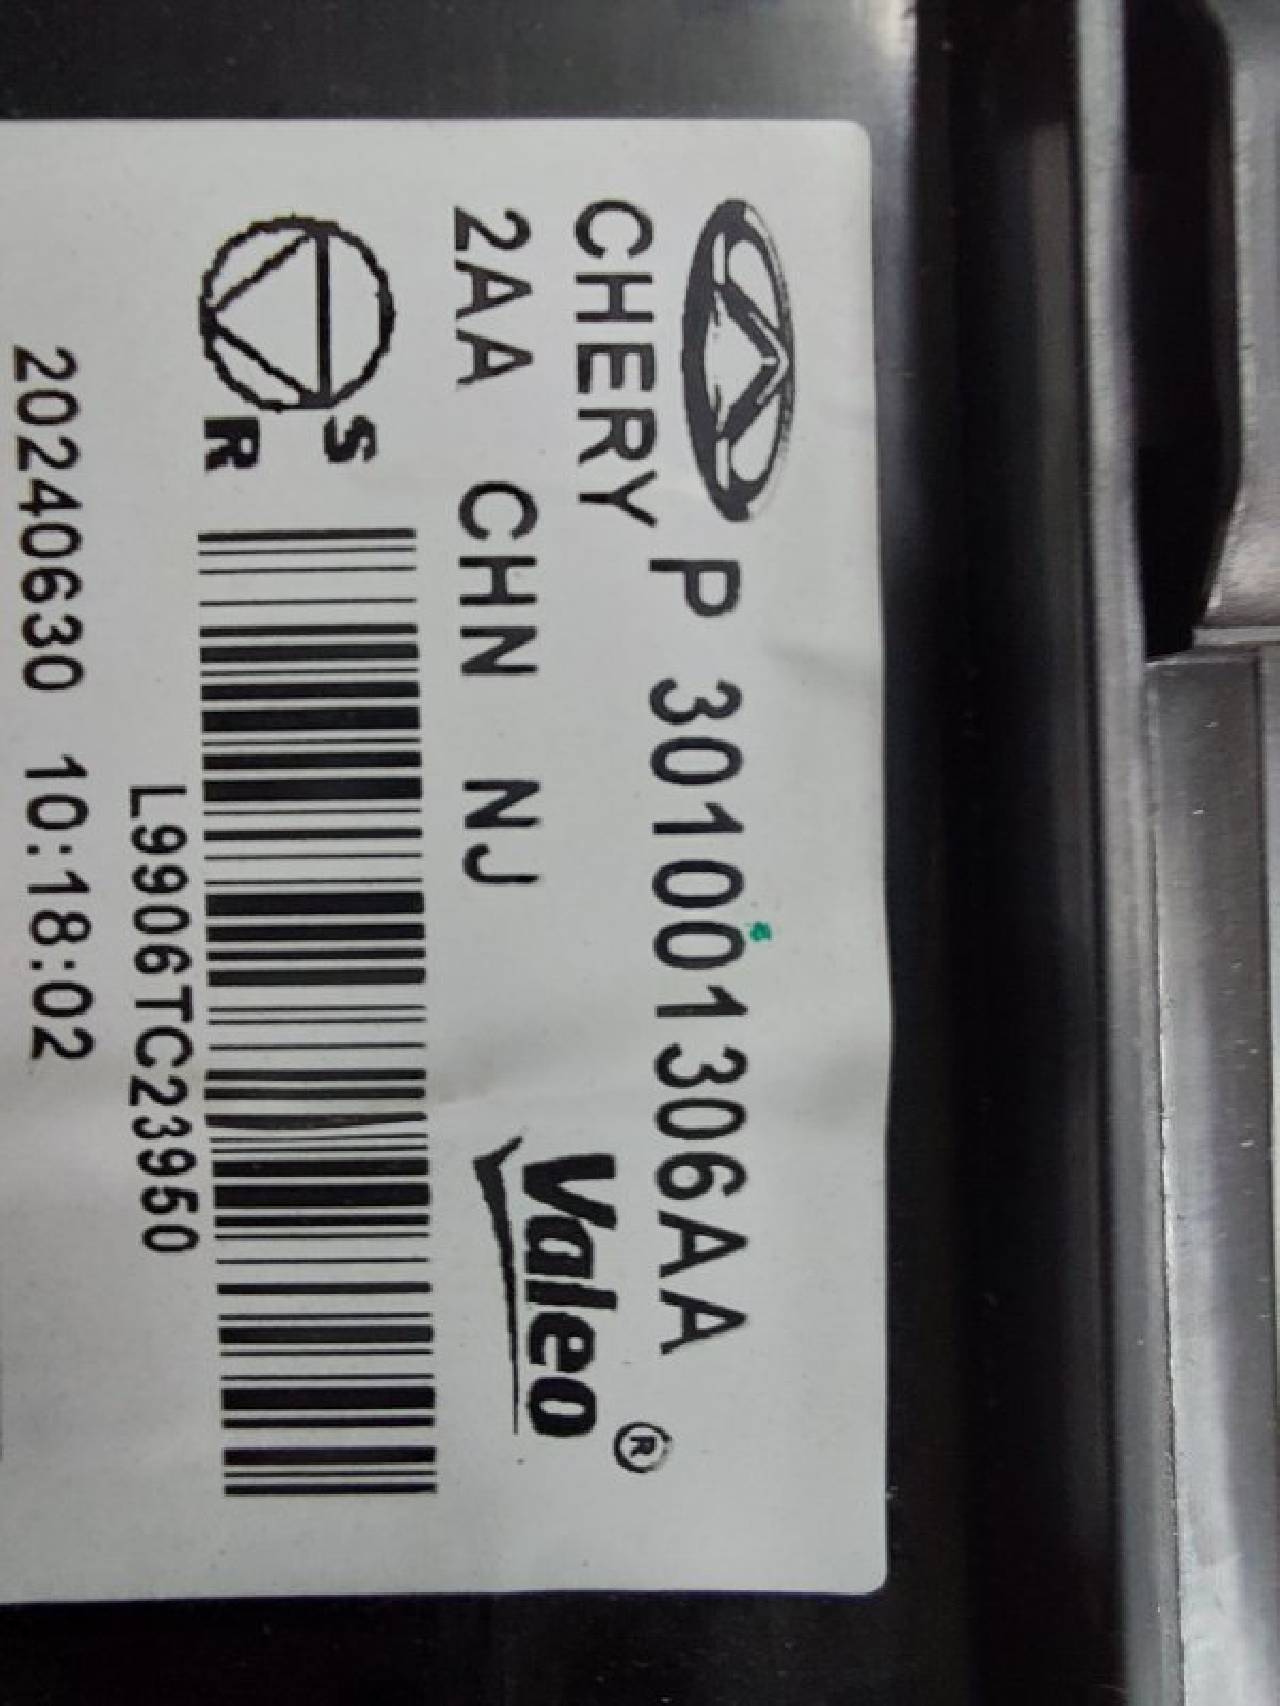 P 301001306AA
CHERY
Valeo®
2AA CHN NJ
S
R
L9906TC23950
20240630 10:18:02